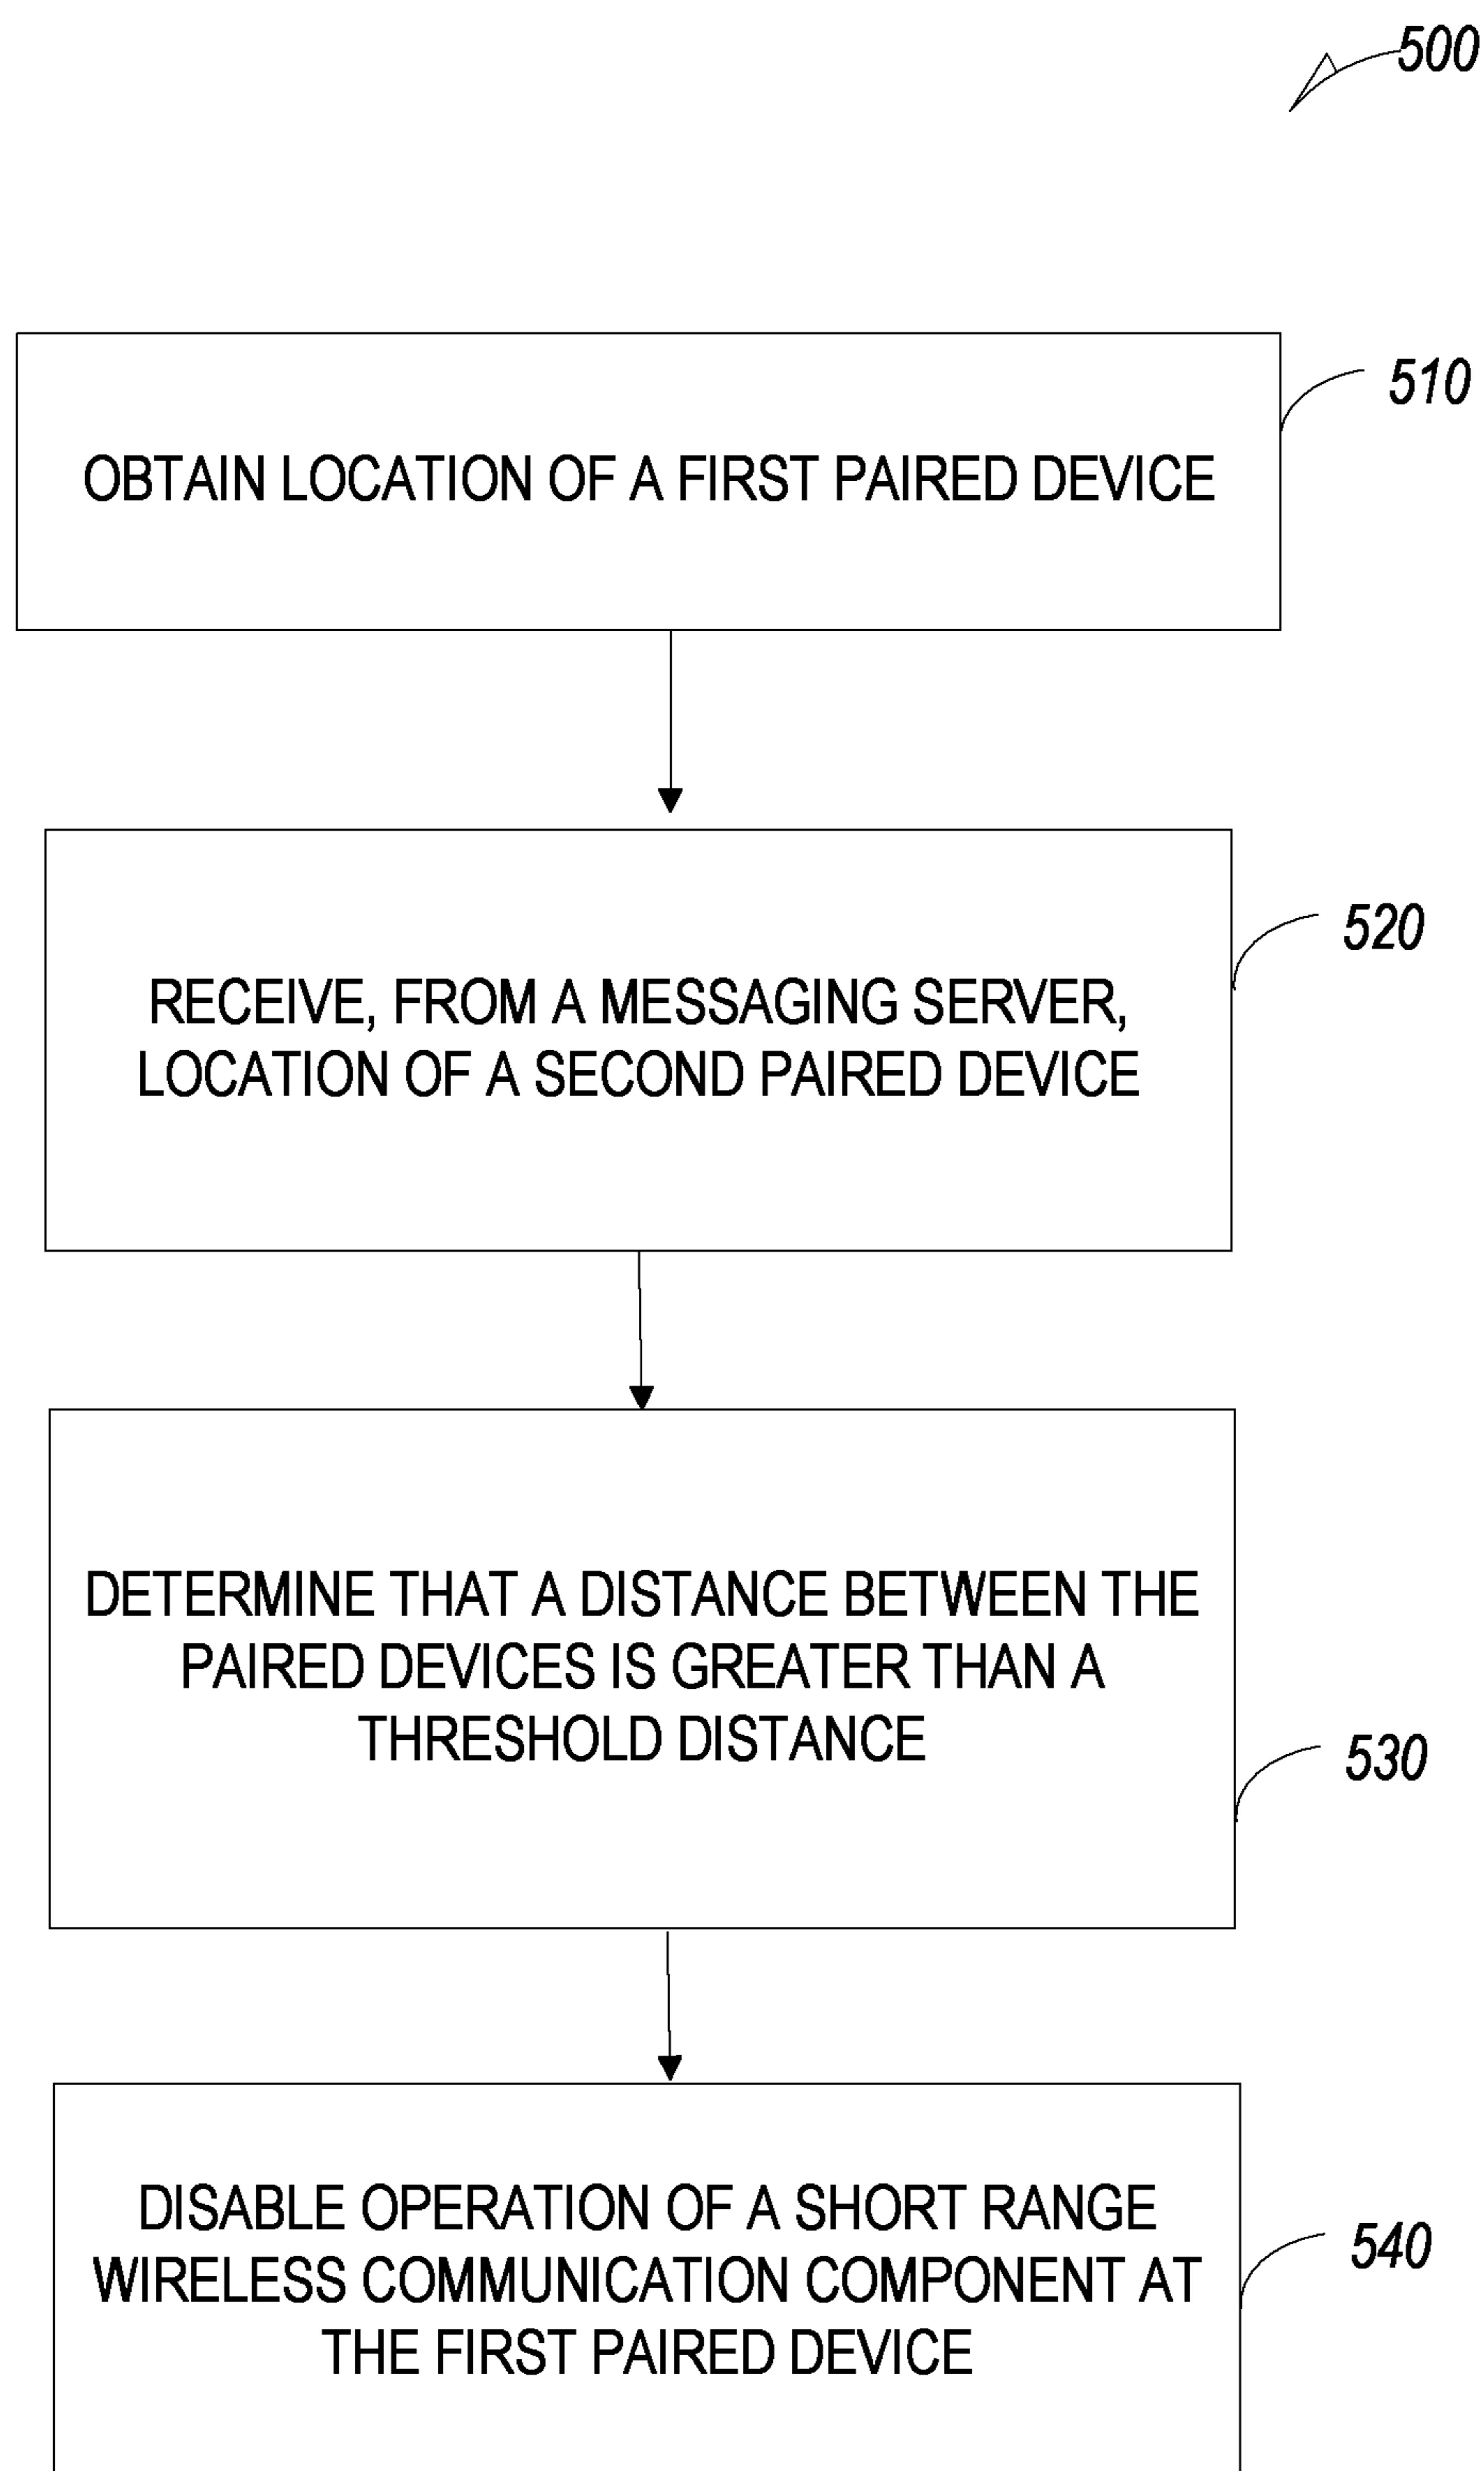 500
510
OBTAIN LOCATION OF A FIRST PAIRED DEVICE
520
RECEIVE, FROM A MESSAGING SERVER,
LOCATION OF A SECOND PAIRED DEVICE
DETERMINE THAT A DISTANCE BETWEEN THE
PAIRED DEVICES IS GREATER THAN A
THRESHOLD DISTANCE
530
DISABLE OPERATION OF A SHORT RANGE
WIRELESS COMMUNICATION COMPONENT AT
THE FIRST PAIRED DEVICE
540